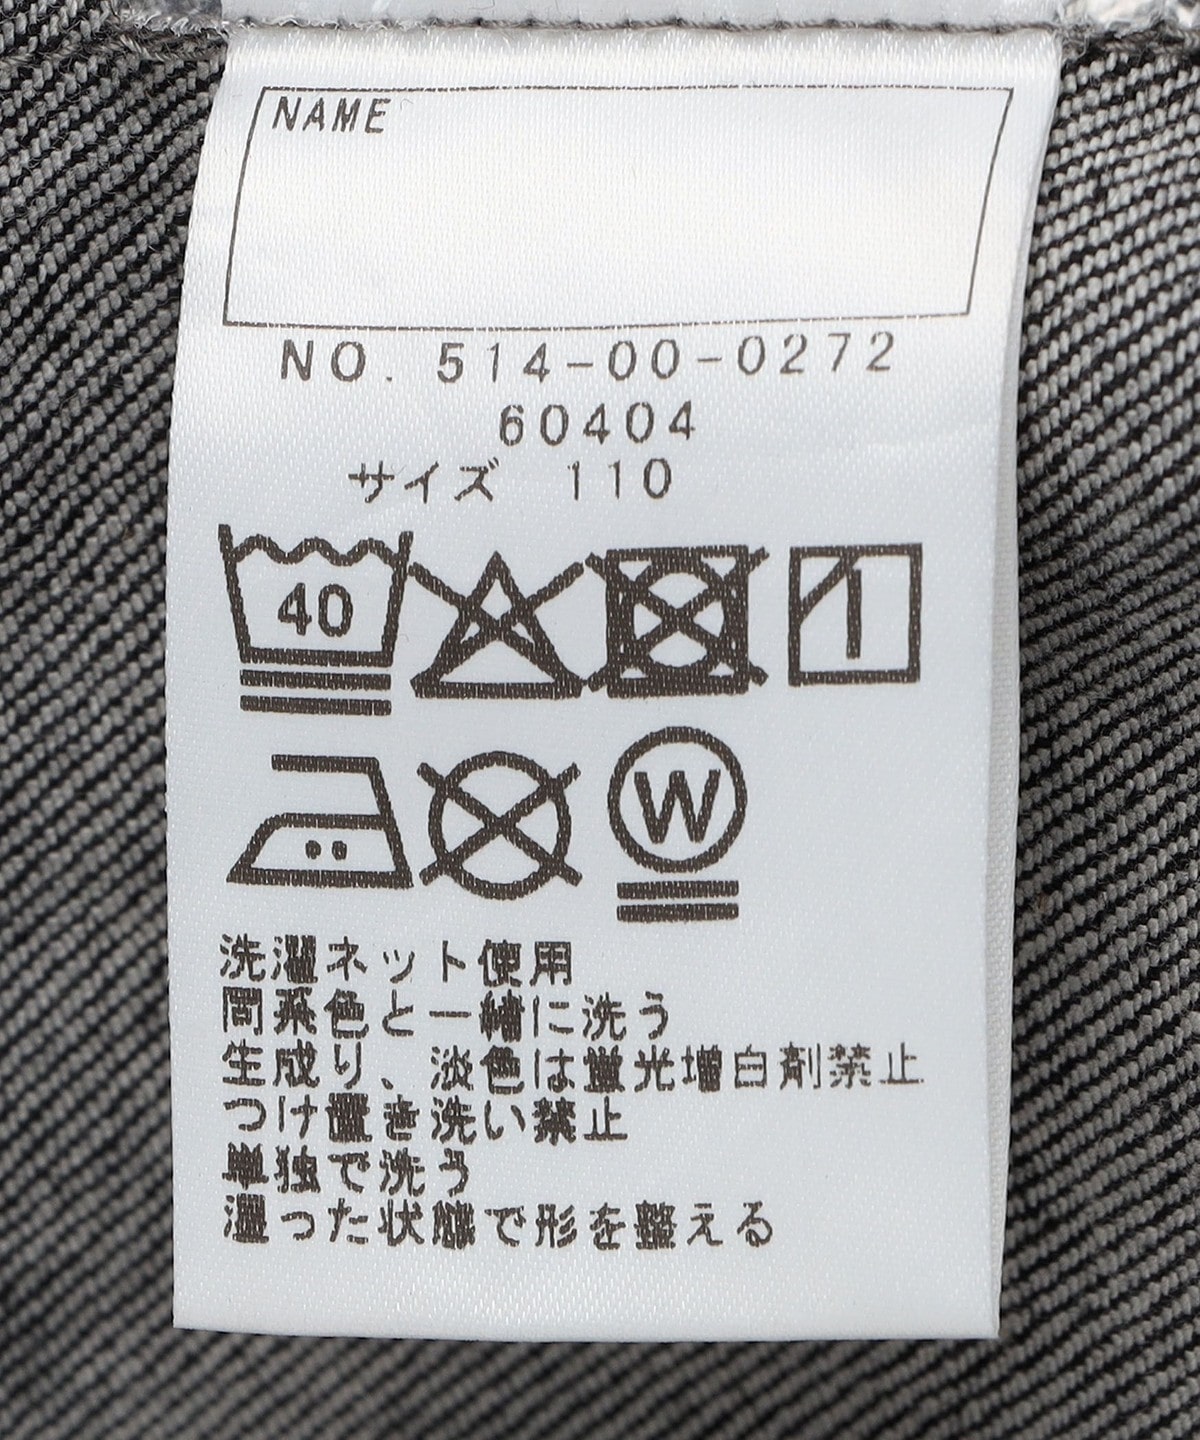 NAME
NO. 514-00-0272
60404
サイズ 110
40
W
洗濯ネット使用
同系色と一緒に洗う
生成り、淡色は蛍光増白剤禁止
つけ置き洗い禁止
単独で洗う
湿った状態で形を整える